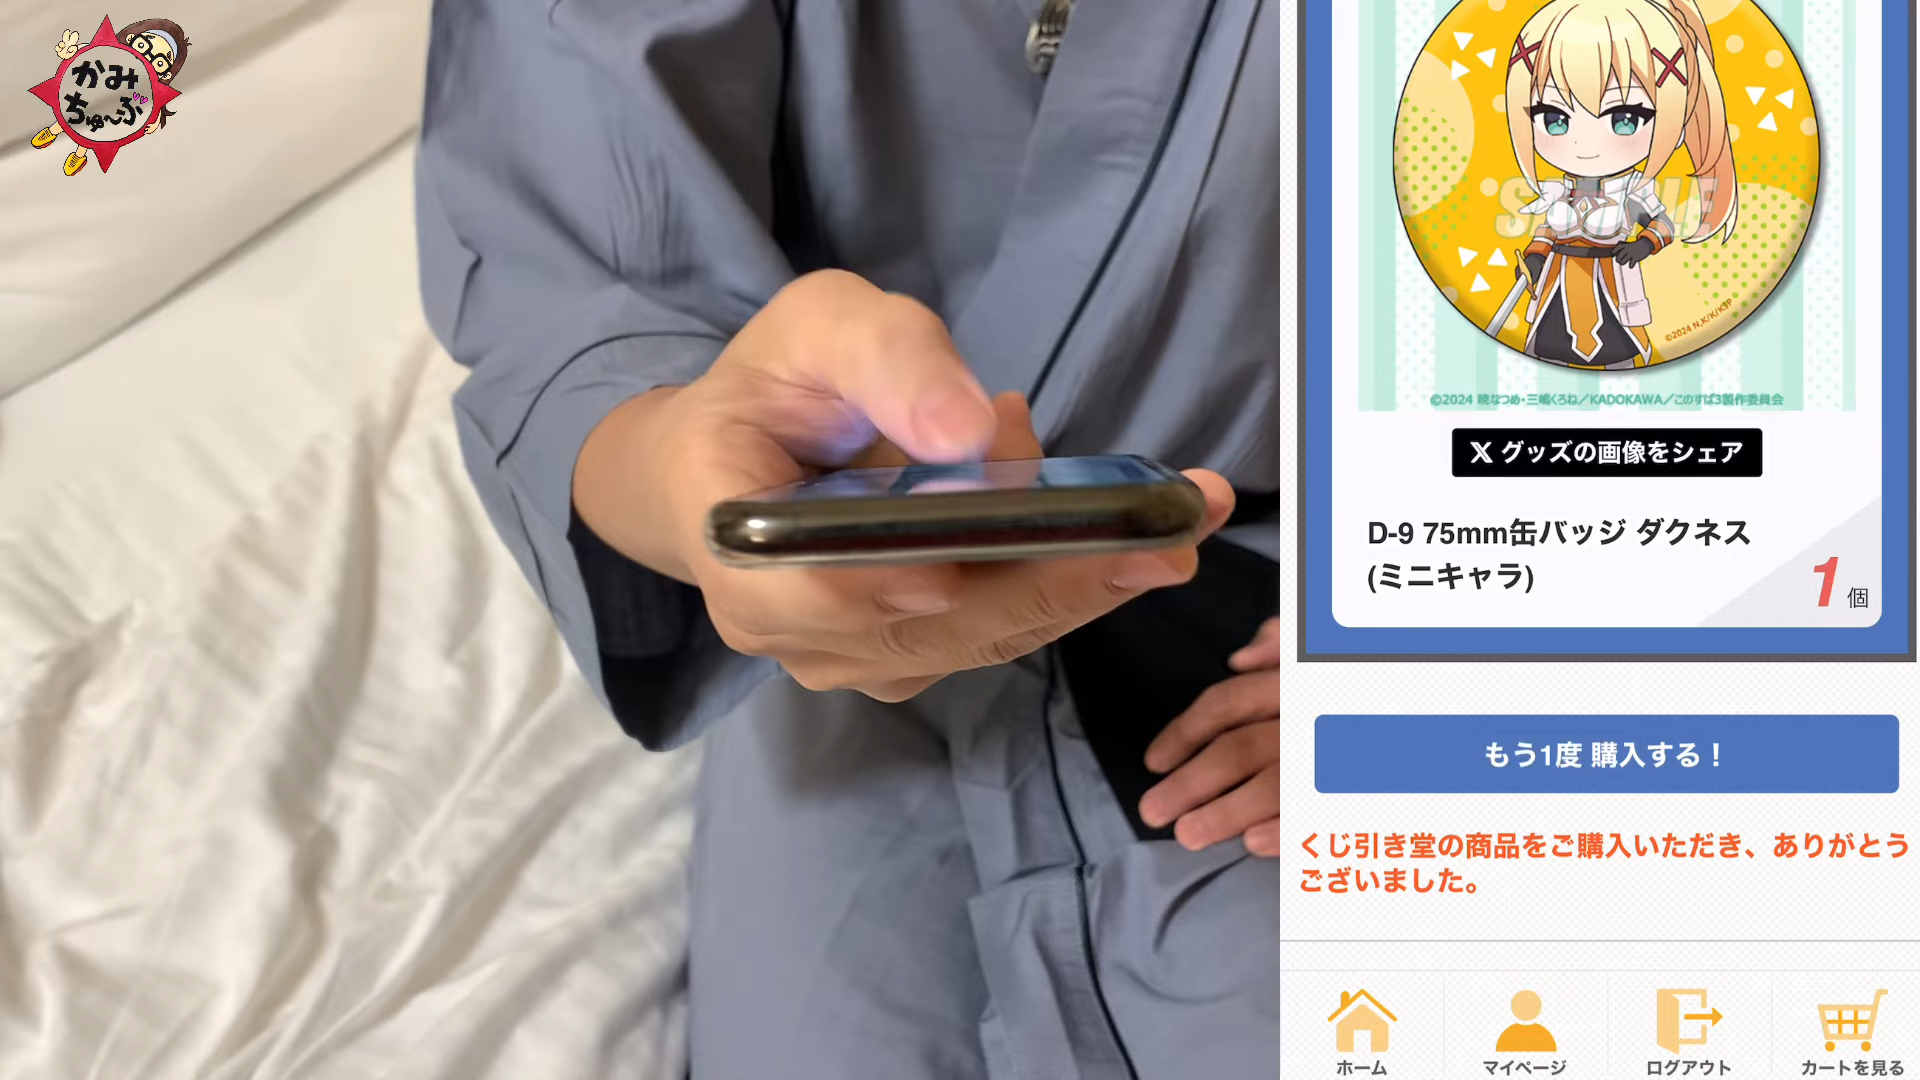 かみ
ちゅ〜ぶ
SAMPLE
©2024 N.K/K/K3P
©2024 暁なつめ・三嶋くろね／KADOKAWA／このすば3製作委員会
X グッズの画像をシェア
D-9 75mm缶バッジ ダクネス
(ミニキャラ)
1個
もう1度 購入する！
くじ引き堂の商品をご購入いただき、ありがとう
ございました。
ホーム
マイページ
ログアウト
カートを見る